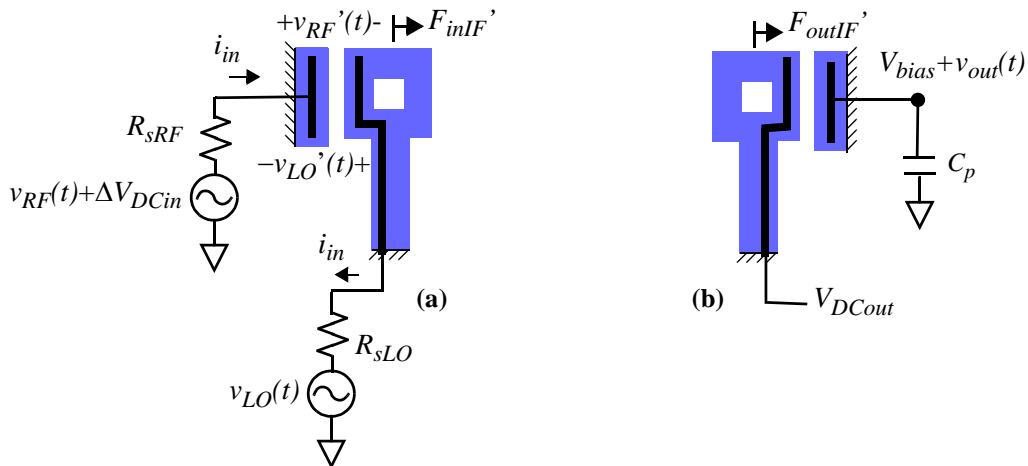 +v_RF'(t)-
F_inIF'
i_in
R_sRF
−v_LO'(t)+
v_RF(t)+ΔV_DCin
i_in
(a)
R_sLO
v_LO(t)
F_outIF'
V_bias+v_out(t)
C_p
(b)
V_DCout